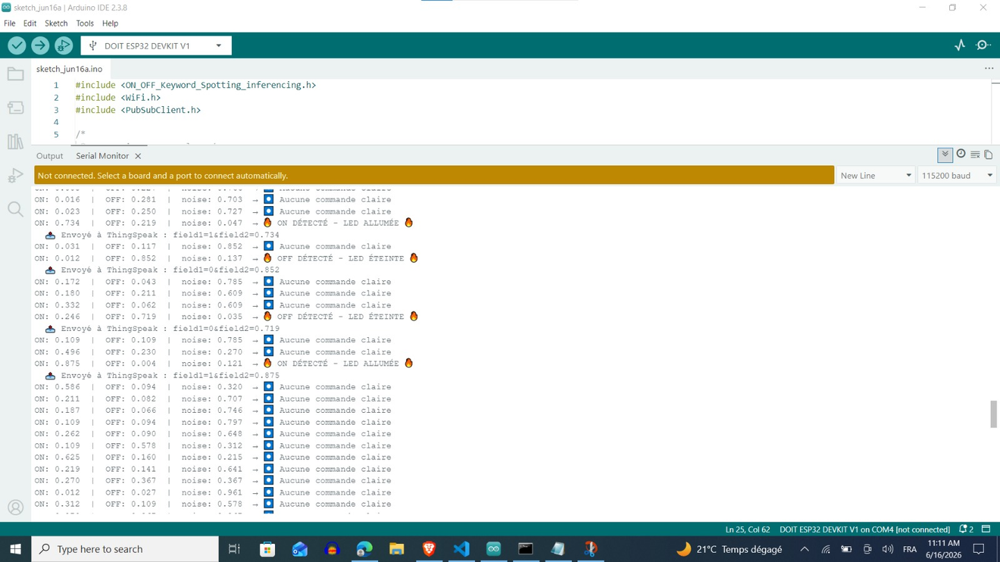 sketch_jun16a | Arduino IDE 2.3.8
File Edit Sketch Tools Help
DOIT ESP32 DEVKIT V1
sketch_jun16a.ino
1 #include <ON_OFF_Keyword_Spotting_inferencing.h>
2 #include <WiFi.h>
3 #include <PubSubClient.h>
4
5 /*
Output Serial Monitor
Not connected. Select a board and a port to connect automatically.
New Line
115200 baud
ON: 0.016 | OFF: 0.281 | noise: 0.703 → ⏺ Aucune commande claire
ON: 0.023 | OFF: 0.250 | noise: 0.727 → ⏺ Aucune commande claire
ON: 0.734 | OFF: 0.219 | noise: 0.047 → 🔥 ON DÉTECTÉ - LED ALLUMÉE 🔥
📤 Envoyé à ThingSpeak : field1=1&field2=0.734
ON: 0.031 | OFF: 0.117 | noise: 0.852 → ⏺ Aucune commande claire
ON: 0.012 | OFF: 0.852 | noise: 0.137 → 🔥 OFF DÉTECTÉ - LED ÉTEINTE 🔥
📤 Envoyé à ThingSpeak : field1=0&field2=0.852
ON: 0.172 | OFF: 0.043 | noise: 0.785 → ⏺ Aucune commande claire
ON: 0.180 | OFF: 0.211 | noise: 0.609 → ⏺ Aucune commande claire
ON: 0.332 | OFF: 0.062 | noise: 0.609 → ⏺ Aucune commande claire
ON: 0.246 | OFF: 0.719 | noise: 0.035 → 🔥 OFF DÉTECTÉ - LED ÉTEINTE 🔥
📤 Envoyé à ThingSpeak : field1=0&field2=0.719
ON: 0.109 | OFF: 0.109 | noise: 0.785 → ⏺ Aucune commande claire
ON: 0.496 | OFF: 0.230 | noise: 0.270 → ⏺ Aucune commande claire
ON: 0.875 | OFF: 0.004 | noise: 0.121 → 🔥 ON DÉTECTÉ - LED ALLUMÉE 🔥
📤 Envoyé à ThingSpeak : field1=1&field2=0.875
ON: 0.586 | OFF: 0.094 | noise: 0.320 → ⏺ Aucune commande claire
ON: 0.211 | OFF: 0.082 | noise: 0.707 → ⏺ Aucune commande claire
ON: 0.187 | OFF: 0.066 | noise: 0.746 → ⏺ Aucune commande claire
ON: 0.109 | OFF: 0.094 | noise: 0.797 → ⏺ Aucune commande claire
ON: 0.262 | OFF: 0.090 | noise: 0.648 → ⏺ Aucune commande claire
ON: 0.109 | OFF: 0.578 | noise: 0.312 → ⏺ Aucune commande claire
ON: 0.625 | OFF: 0.160 | noise: 0.215 → ⏺ Aucune commande claire
ON: 0.219 | OFF: 0.141 | noise: 0.641 → ⏺ Aucune commande claire
ON: 0.270 | OFF: 0.367 | noise: 0.367 → ⏺ Aucune commande claire
ON: 0.012 | OFF: 0.027 | noise: 0.961 → ⏺ Aucune commande claire
ON: 0.312 | OFF: 0.109 | noise: 0.578 → ⏺ Aucune commande claire
Ln 25, Col 62 DOIT ESP32 DEVKIT V1 on COM4 [not connected] 2
Type here to search
21°C Temps dégagé
FRA
11:11 AM
6/16/2026